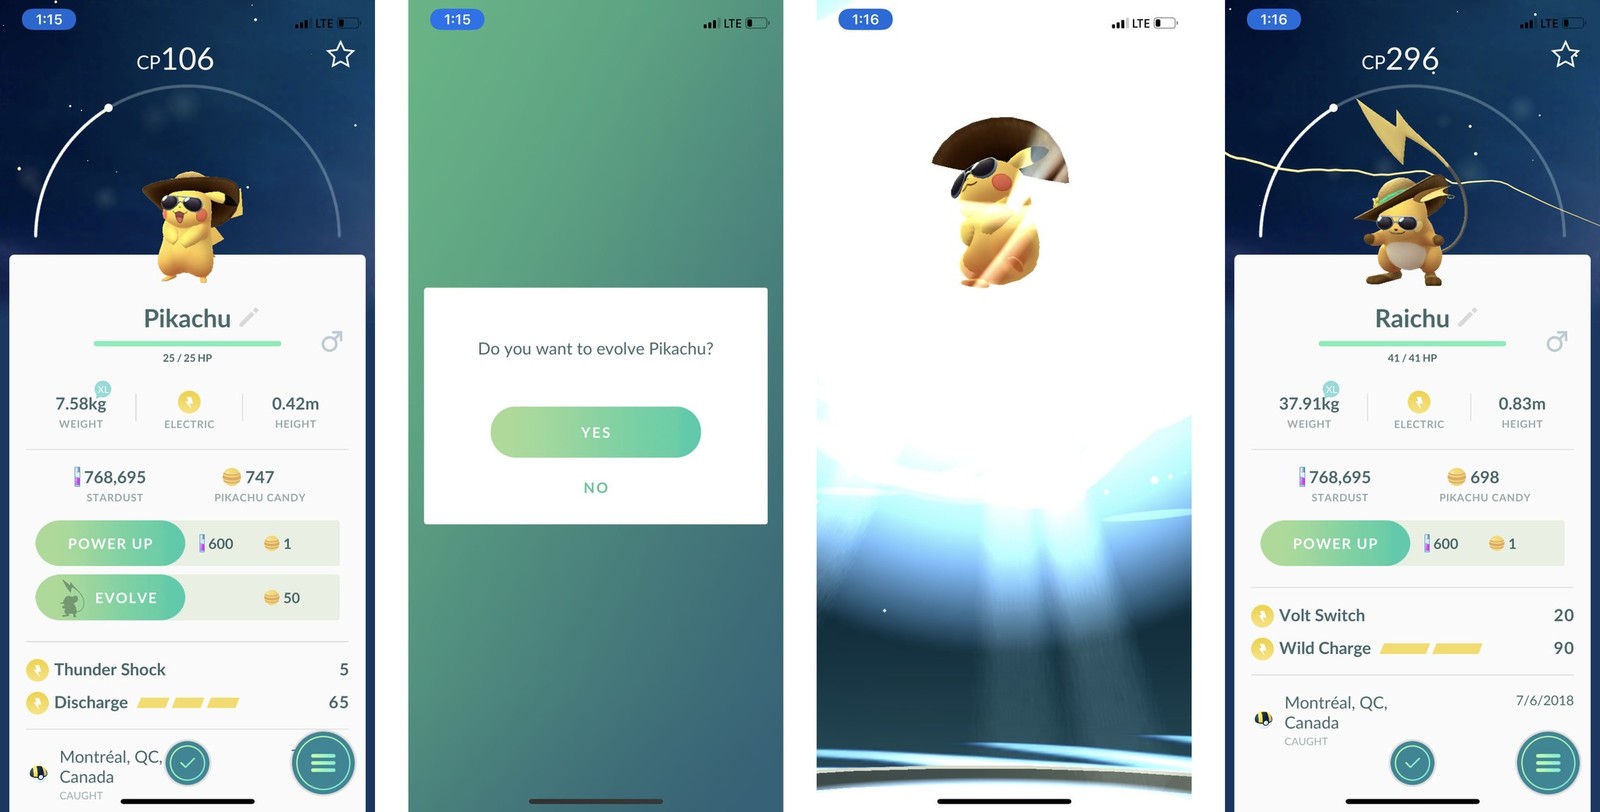 1:15
LTE
CP106
Pikachu
25 / 25 HP
XL
7.58kg
WEIGHT
ELECTRIC
0.42m
HEIGHT
768,695
STARDUST
747
PIKACHU CANDY
POWER UP
600
1
EVOLVE
50
Thunder Shock 5
Discharge 65
Montréal, QC,
Canada
CAUGHT
1:15
LTE
Do you want to evolve Pikachu?
YES
NO
1:16
LTE
1:16
LTE
CP296
Raichu
41 / 41 HP
XL
37.91kg
WEIGHT
ELECTRIC
0.83m
HEIGHT
768,695
STARDUST
698
PIKACHU CANDY
POWER UP
600
1
Volt Switch 20
Wild Charge 90
Montréal, QC,
Canada
7/6/2018
CAUGHT